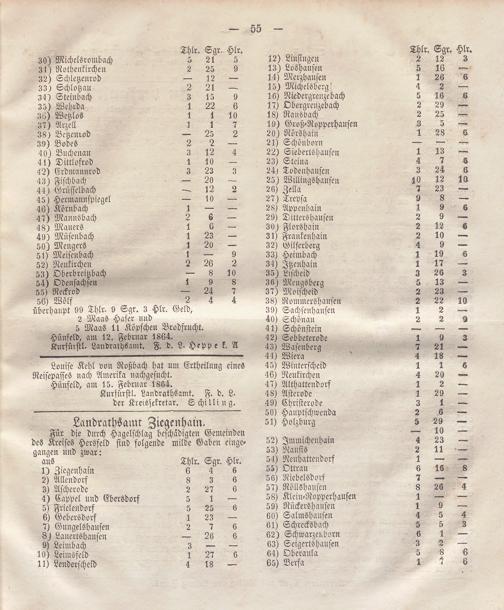 — 55 —
Thlr. Sgr. Hlr.
30) Michelsrombach 5 21 5
31) Rothenkirchen 2 25 9
32) Schletzenrod — 12 —
33) Schlotzau 2 21 —
34) Steinbach 3 15 9
35) Wehrda 1 22 6
36) Wetzlos 1 1 10
37) Arzell 1 1 7
38) Betzenrod — 25 2
39) Bodes 2 2 —
40) Buchenau 3 12 4
41) Dittlofrod 1 10 —
42) Erdmannrod 3 23 3
43) Fischbach — 20 —
44) Grüsselbach — 12 2
45) Hermannspiegel — 10 —
46) Körnbach 1 — —
47) Mannsbach 2 6 —
48) Mauers 1 6 —
49) Müsenbach 1 23 —
50) Mengers 1 20 —
51) Meisenbach 1 — 9
52) Neukirchen 2 26 2
53) Oberbreitzbach — 8 10
54) Odensachsen 1 9 8
55) Reckrod — 24 7
56) Wölf 2 4 4
überhaupt 99 Thlr. 9 Sgr. 3 Hlr. Geld,
2 Maas Hafer und
5 Maas 11 Köpfchen Brodfrucht.
Hünfeld, am 12. Februar 1864.
Kurfürstl. Landrathsamt. F. d. L. Heppe k. A
Louise Kehl von Roßbach hat um Ertheilung eines
Reisepasses nach Amerika nachgesucht.
Hünfeld, am 15. Februar 1864.
Kurfürstl. Landrathsamt. F. d. L.
der Kreissekretar. Schilling.
Landrathsamt Ziegenhain.
Für die durch Hagelschlag beschädigten Gemeinden
des Kreises Hersfeld sind folgende milde Gaben einge-
gangen und zwar:
aus Thlr. Sgr. Hlr.
1) Ziegenhain 6 4 6
2) Allendorf 8 3 6
3) Ascherode 2 27 6
4) Cappel und Ebersdorf 5 1 —
5) Frielendorf 5 25 6
6) Gebersdorf 1 23 —
7) Gungelshausen 2 7 6
8) Lanertshausen — 26 6
9) Leimbach 3 — —
10) Leimsfeld 1 27 6
11) Lenderscheid 4 18 —
Thlr. Sgr. Hlr.
12) Linsingen 2 12 3
13) Loshausen 5 16 —
14) Merzhausen 1 26 6
15) Michelsberg 4 2 —
16) Niedergrenzebach 5 16 6
17) Obergrenzebach 2 29 —
18) Ransbach 2 25 —
19) Groß-Ropperhausen 3 5 —
20) Rörshain 1 28 6
21) Schönborn — — —
22) Siebertshausen 1 13 —
23) Steina 4 7 6
24) Todenhausen 3 24 6
25) Willingshausen 10 12 10
26) Zella 7 23 —
27) Treysa 9 8 —
28) Appenhain 1 9 6
29) Dittershausen 2 9 —
30) Florshain 2 12 6
31) Frankenhain 2 10 —
32) Gilserberg 4 9 —
33) Heimbach 1 19 6
34) Itzenhain 1 17 —
35) Lischeid 3 26 3
36) Mengsberg 5 13 —
37) Moischeid 2 23 —
38) Rommershausen 2 22 10
39) Sachsenhausen 1 2 —
40) Schönau 2 2 9
41) Schönstein — — —
42) Sebbeterode 1 9 3
43) Wasenberg 7 21 —
44) Wiera 4 18 —
45) Winterscheid 1 1 6
46) Neukirchen 4 20 —
47) Althattendorf 1 2 —
48) Asterode 1 29 —
49) Christerode 3 1 —
50) Hauptschwenda 2 6 —
51) Holzburg 5 29 —
— 10 —
52) Immichenhain 4 23 —
53) Nausis 2 11 —
54) Neuhattendorf 1 — —
55) Ottrau 6 16 8
56) Riebelsdorf 7 — —
57) Röllshausen 8 26 4
58) Klein-Ropperhausen 1 — —
59) Rückershausen 1 9 —
60) Salmshausen 4 5 4
61) Schrecksbach 5 5 3
62) Schwarzenborn 6 1 —
63) Seigertshausen 3 2 —
64) Oberaula 5 8 6
65) Berfa 1 7 6